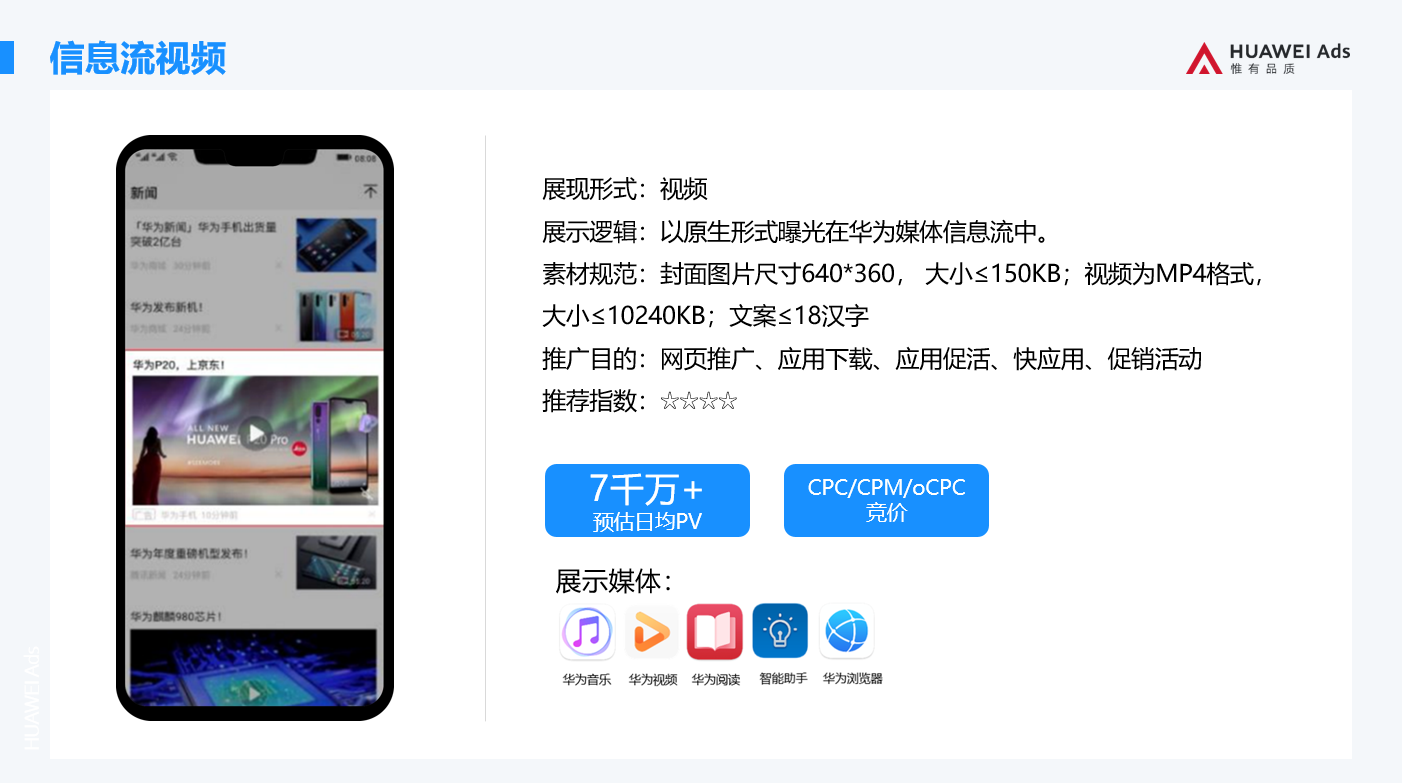 信息流视频
HUAWEI Ads
惟有品质
08:08
新闻
「华为新闻」华为手机出货量
突破2亿台
华为商城 30分钟前
华为发布新机！
华为商城 24分钟前
华为P20，上京东！
ALL NEW
HUAWEI P20 Pro
#SEEMORE
广告 华为手机 10分钟前
华为年度重磅机型发布！
腾讯新闻 24分钟前
华为麒麟980芯片！
展现形式：视频
展示逻辑：以原生形式曝光在华为媒体信息流中。
素材规范：封面图片尺寸640*360， 大小≤150KB；视频为MP4格式，
大小≤10240KB；文案≤18汉字
推广目的：网页推广、应用下载、应用促活、快应用、促销活动
推荐指数：☆☆☆☆
7千万+
预估日均PV
CPC/CPM/oCPC
竞价
展示媒体：
华为音乐 华为视频 华为阅读 智能助手 华为浏览器
HUAWEI Ads